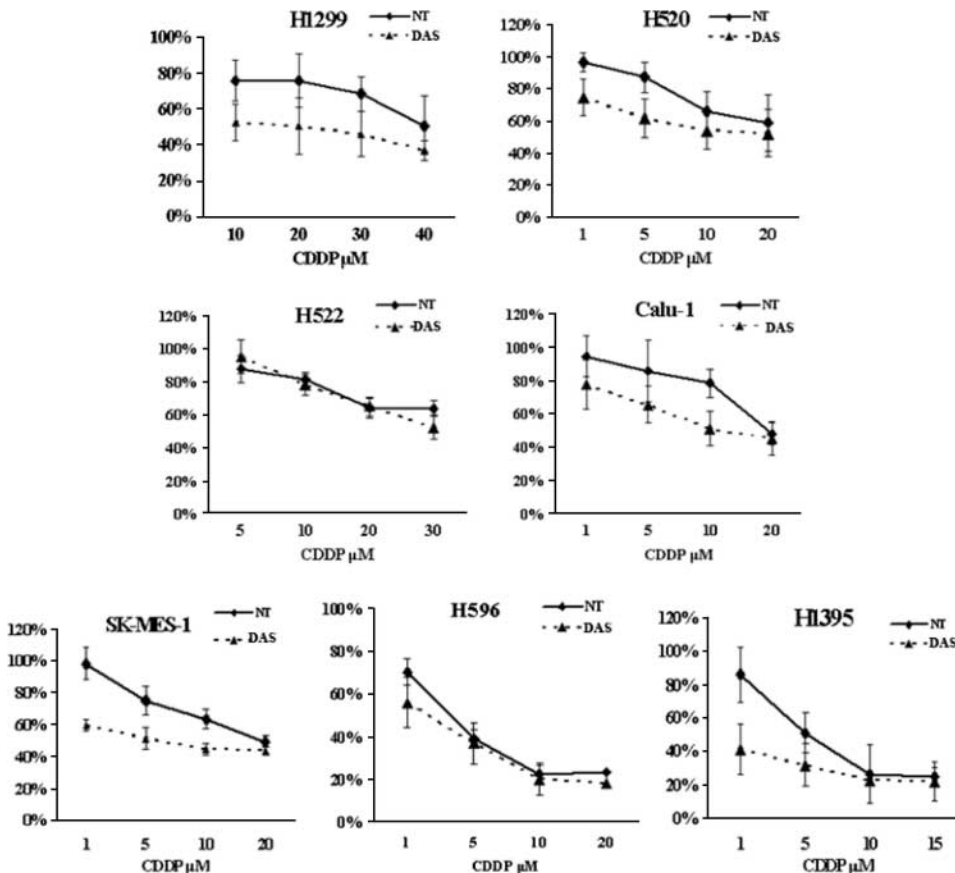 H1299
NT
DAS
100%
80%
60%
40%
20%
0%
10 20 30 40
CDDP µM
H520
NT
DAS
120%
100%
80%
60%
40%
20%
0%
1 5 10 20
CDDP µM
H522
NT
DAS
120%
100%
80%
60%
40%
20%
0%
5 10 20 30
CDDP µM
Calu-1
NT
DAS
120%
100%
80%
60%
40%
20%
0%
1 5 10 20
CDDP µM
SK-MES-1
NT
DAS
120%
100%
80%
60%
40%
20%
0%
1 5 10 20
CDDP µM
H596
NT
DAS
100%
80%
60%
40%
20%
0%
1 5 10 20
CDDP µM
H1395
NT
DAS
120%
100%
80%
60%
40%
20%
0%
1 5 10 15
CDDP µM